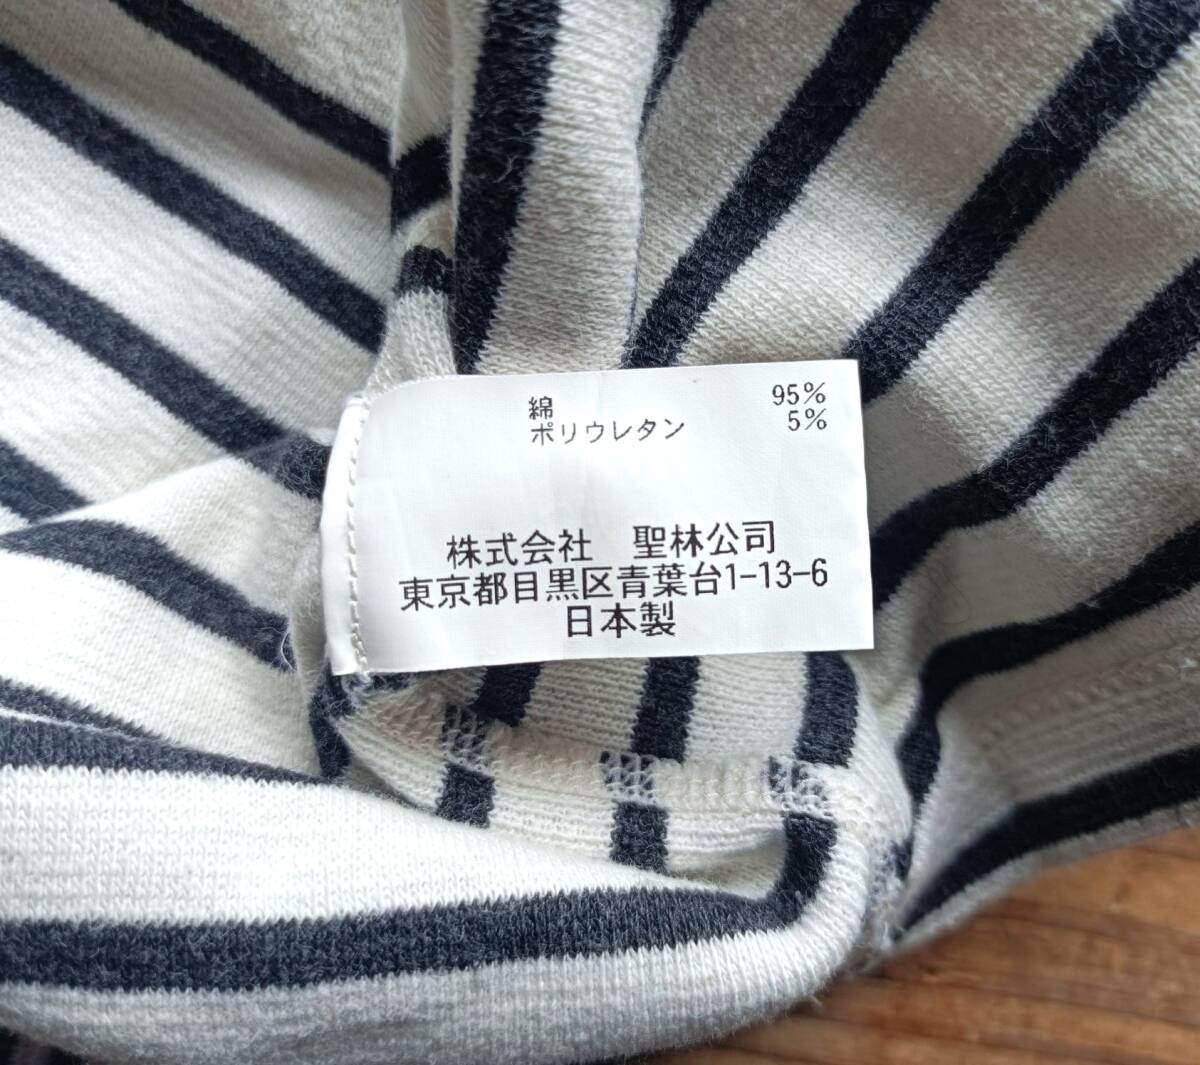 綿 95%
ポリウレタン 5%
株式会社 聖林公司
東京都目黒区青葉台1-13-6
日本製